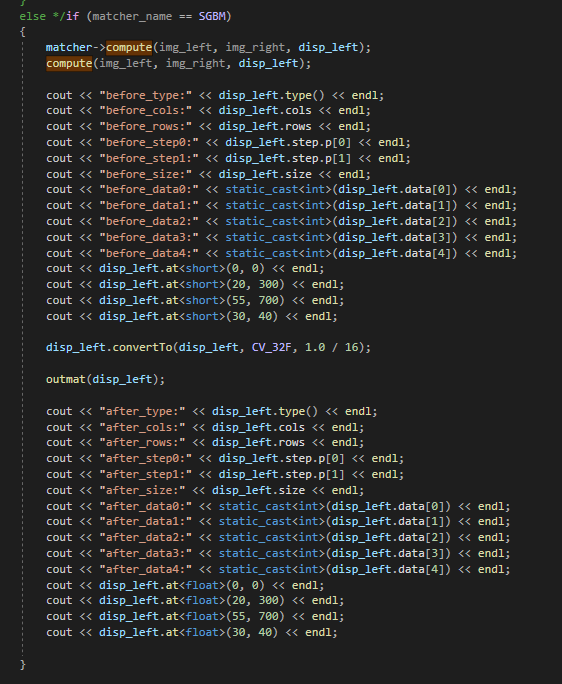 }
else */if (matcher_name == SGBM)
{
matcher->compute(img_left, img_right, disp_left);
compute(img_left, img_right, disp_left);
cout << "before_type:" << disp_left.type() << endl;
cout << "before_cols:" << disp_left.cols << endl;
cout << "before_rows:" << disp_left.rows << endl;
cout << "before_step0:" << disp_left.step.p[0] << endl;
cout << "before_step1:" << disp_left.step.p[1] << endl;
cout << "before_size:" << disp_left.size << endl;
cout << "before_data0:" << static_cast<int>(disp_left.data[0]) << endl;
cout << "before_data1:" << static_cast<int>(disp_left.data[1]) << endl;
cout << "before_data2:" << static_cast<int>(disp_left.data[2]) << endl;
cout << "before_data3:" << static_cast<int>(disp_left.data[3]) << endl;
cout << "before_data4:" << static_cast<int>(disp_left.data[4]) << endl;
cout << disp_left.at<short>(0, 0) << endl;
cout << disp_left.at<short>(20, 300) << endl;
cout << disp_left.at<short>(55, 700) << endl;
cout << disp_left.at<short>(30, 40) << endl;
disp_left.convertTo(disp_left, CV_32F, 1.0 / 16);
outmat(disp_left);
cout << "after_type:" << disp_left.type() << endl;
cout << "after_cols:" << disp_left.cols << endl;
cout << "after_rows:" << disp_left.rows << endl;
cout << "after_step0:" << disp_left.step.p[0] << endl;
cout << "after_step1:" << disp_left.step.p[1] << endl;
cout << "after_size:" << disp_left.size << endl;
cout << "after_data0:" << static_cast<int>(disp_left.data[0]) << endl;
cout << "after_data1:" << static_cast<int>(disp_left.data[1]) << endl;
cout << "after_data2:" << static_cast<int>(disp_left.data[2]) << endl;
cout << "after_data3:" << static_cast<int>(disp_left.data[3]) << endl;
cout << "after_data4:" << static_cast<int>(disp_left.data[4]) << endl;
cout << disp_left.at<float>(0, 0) << endl;
cout << disp_left.at<float>(20, 300) << endl;
cout << disp_left.at<float>(55, 700) << endl;
cout << disp_left.at<float>(30, 40) << endl;
}